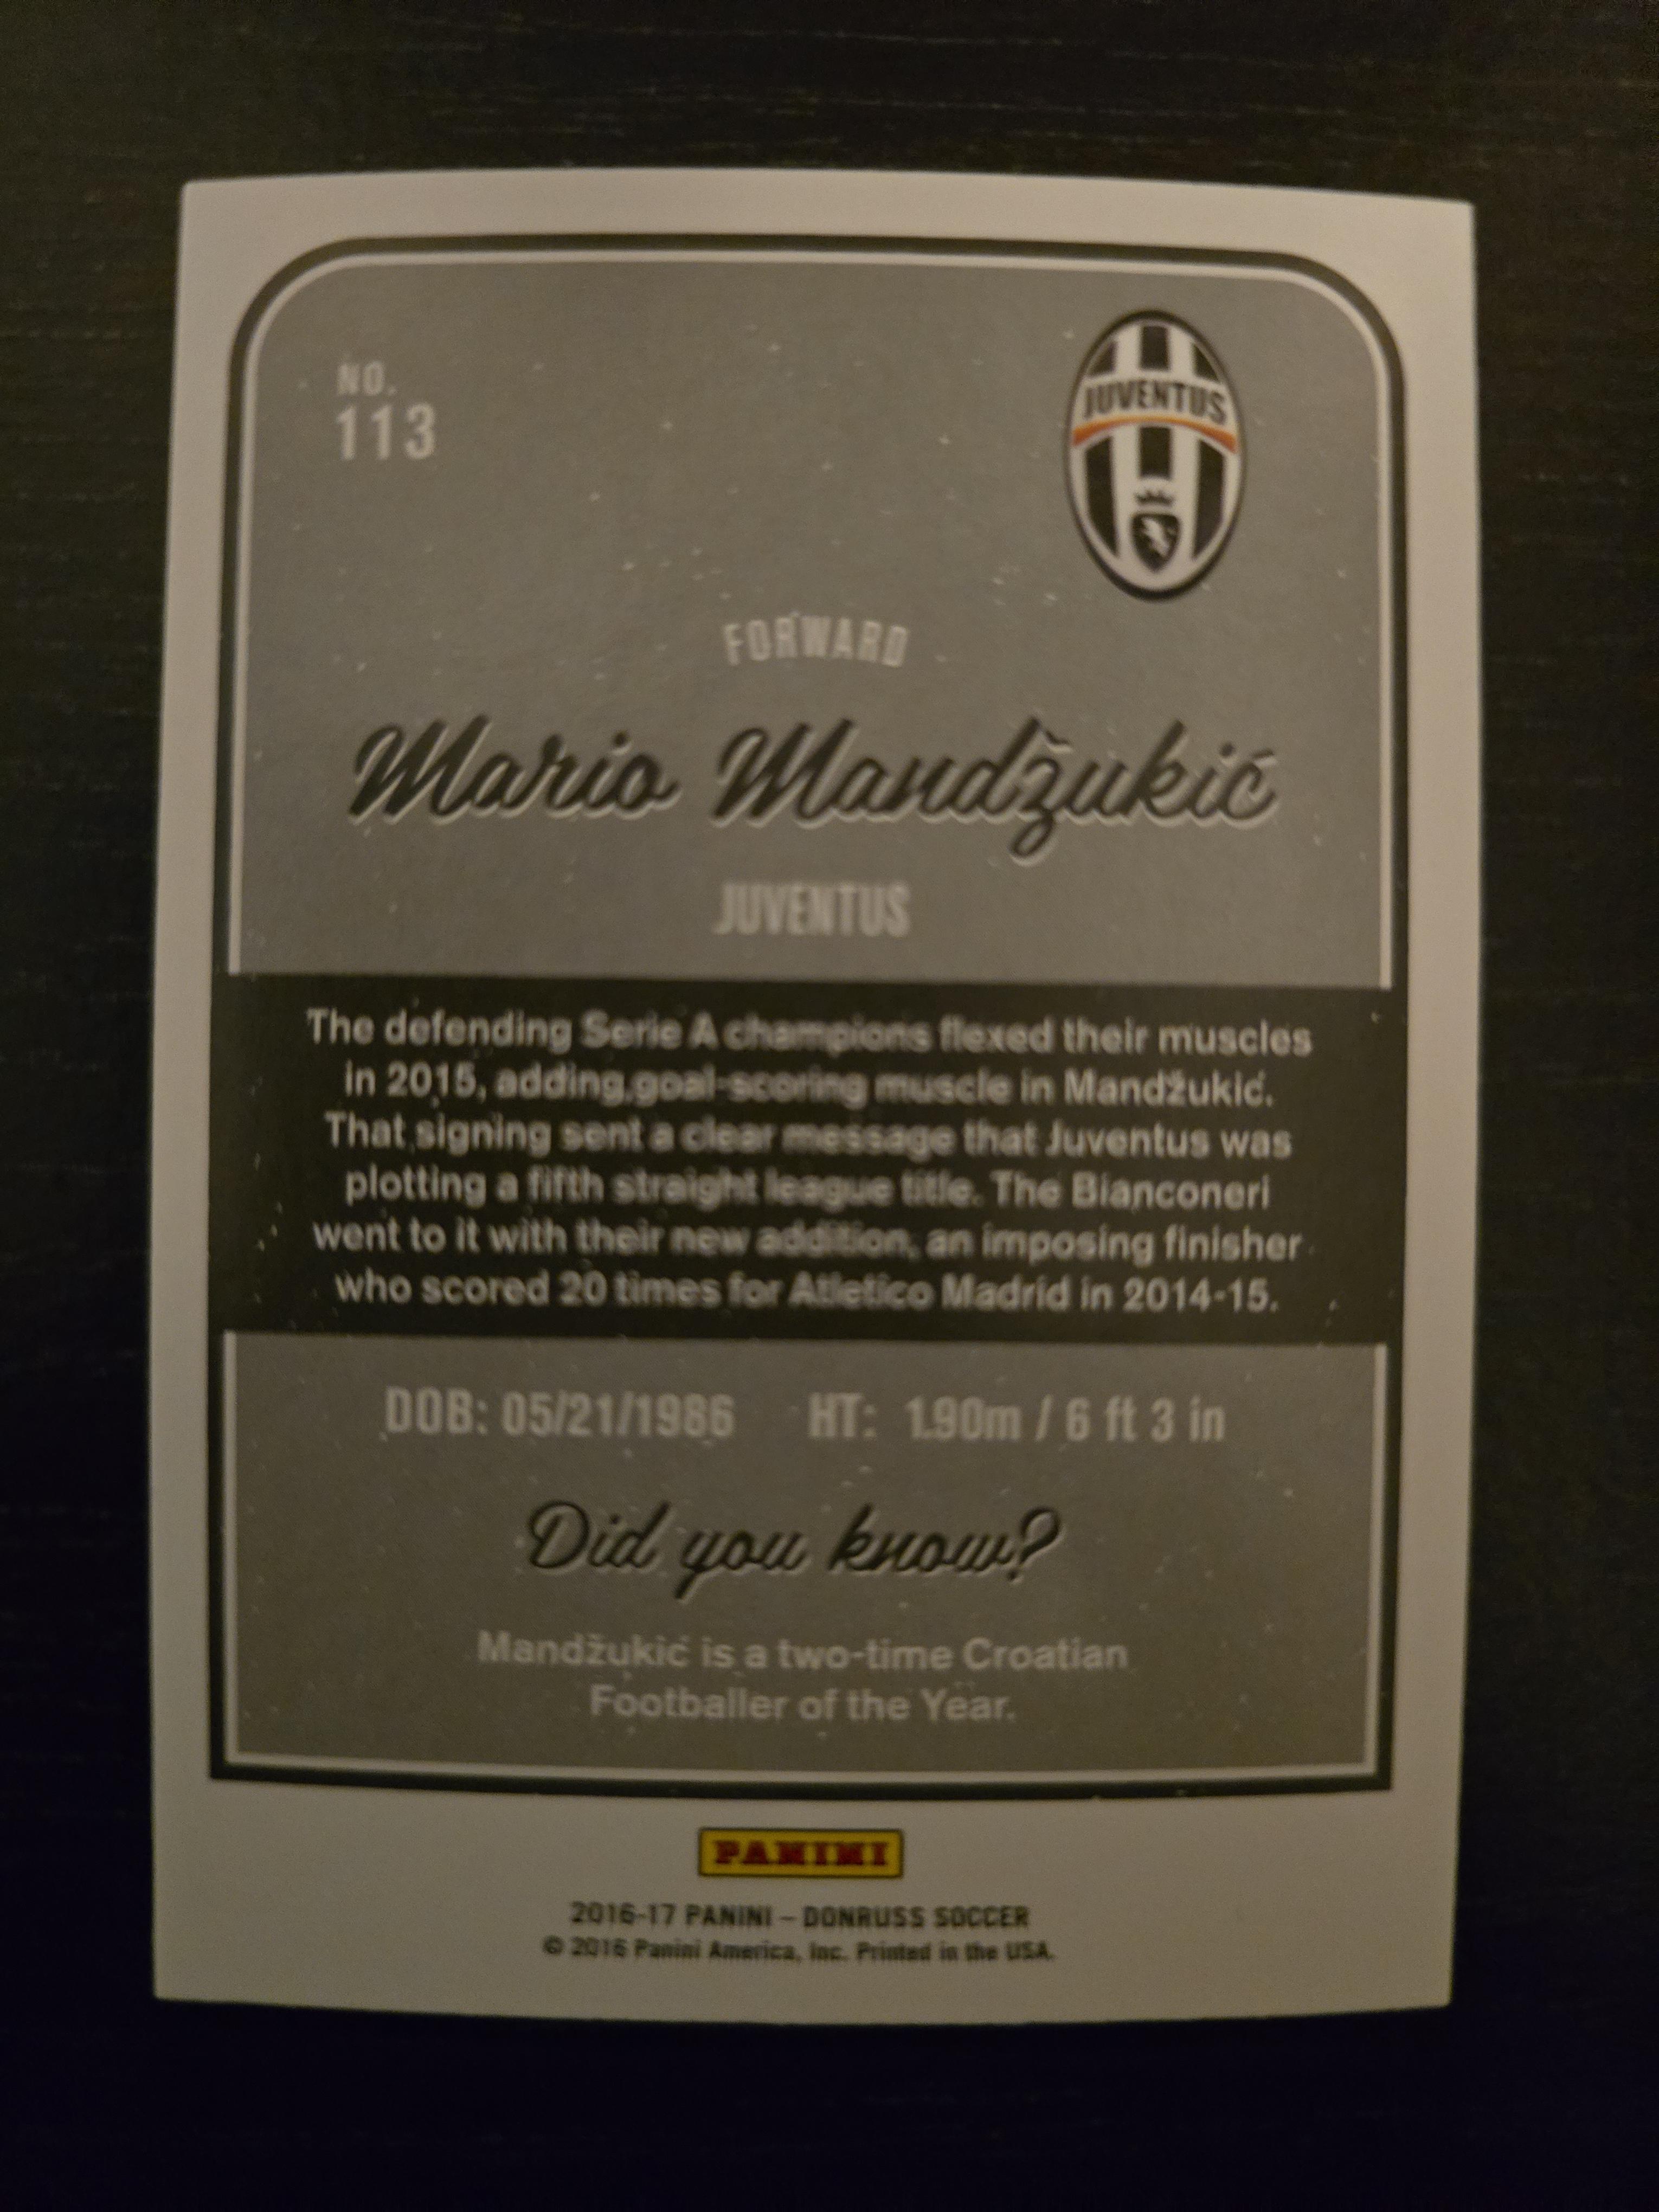 NO.
113
JUVENTUS
FORWARD
Mario Mandžukić
JUVENTUS
The defending Serie A champions flexed their muscles
in 2015, adding goal-scoring muscle in Mandžukić.
That signing sent a clear message that Juventus was
plotting a fifth straight league title. The Bianconeri
went to it with their new addition, an imposing finisher
who scored 20 times for Atletico Madrid in 2014-15.
DOB: 05/21/1986 HT: 1.90m / 6 ft 3 in
Did you know?
Mandžukić is a two-time Croatian
Footballer of the Year.
PANINI
2016-17 PANINI – DONRUSS SOCCER
© 2016 Panini America, Inc. Printed in the USA.